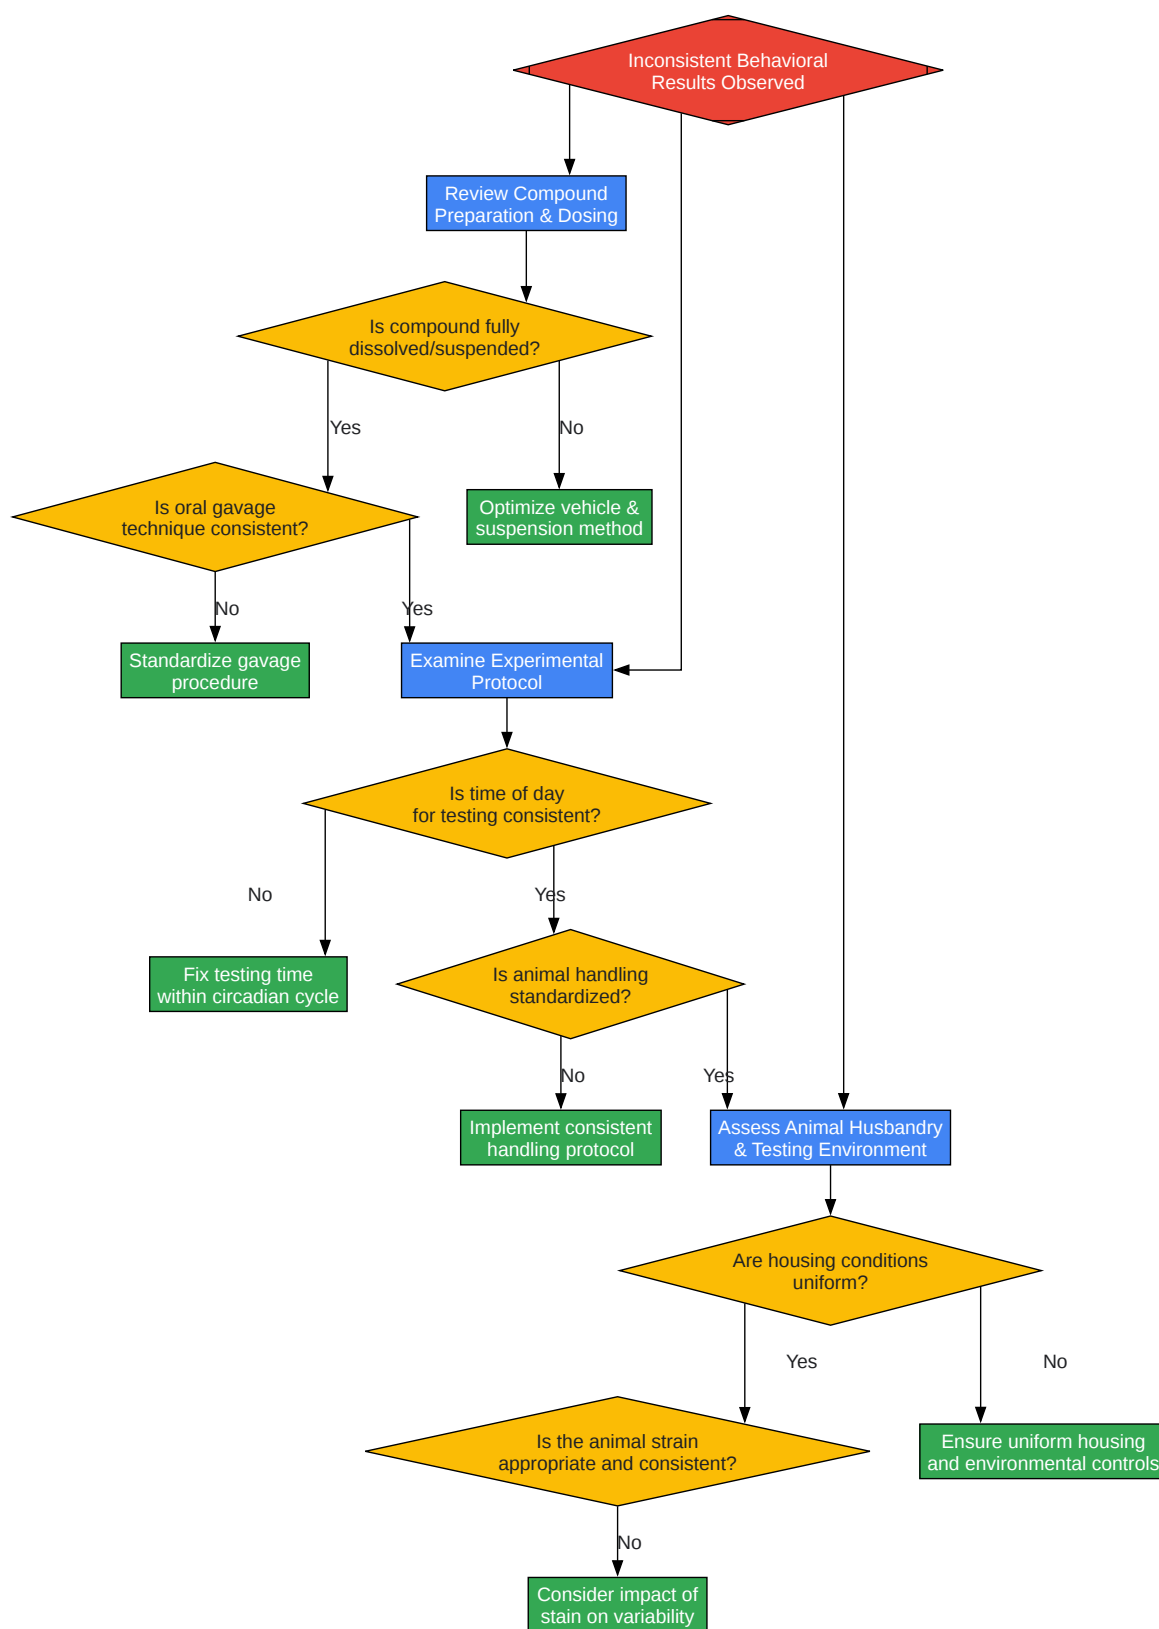 Inconsistent Behavioral
Results Observed
Review Compound
Preparation & Dosing
Is compound fully
dissolved/suspended?
Yes
No
Is oral gavage
technique consistent?
Optimize vehicle &
suspension method
No
Yes
Standardize gavage
procedure
Examine Experimental
Protocol
Is time of day
for testing consistent?
No
Yes
Fix testing time
within circadian cycle
Is animal handling
standardized?
No
Yes
Implement consistent
handling protocol
Assess Animal Husbandry
& Testing Environment
Are housing conditions
uniform?
Yes
No
Is the animal strain
appropriate and consistent?
Ensure uniform housing
and environmental controls
No
Consider impact of
stain on variability